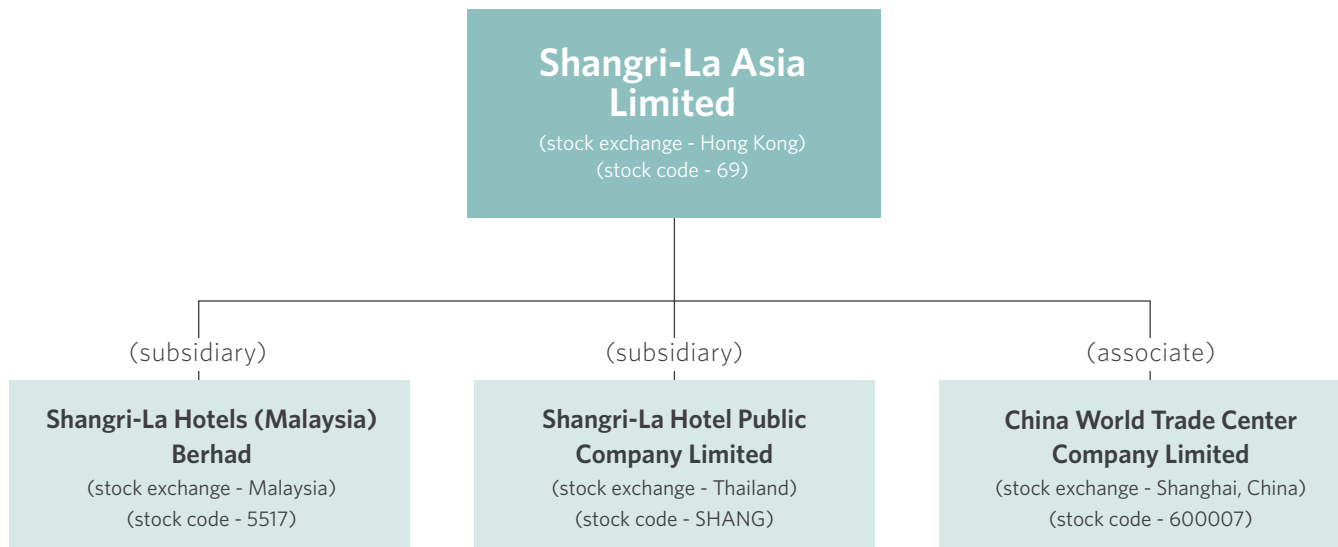 Shangri-La Asia
Limited
(stock exchange - Hong Kong)
(stock code - 69)
(subsidiary)
(subsidiary)
(associate)
Shangri-La Hotels (Malaysia)
Berhad
(stock exchange - Malaysia)
(stock code - 5517)
Shangri-La Hotel Public
Company Limited
(stock exchange - Thailand)
(stock code - SHANG)
China World Trade Center
Company Limited
(stock exchange - Shanghai, China)
(stock code - 600007)